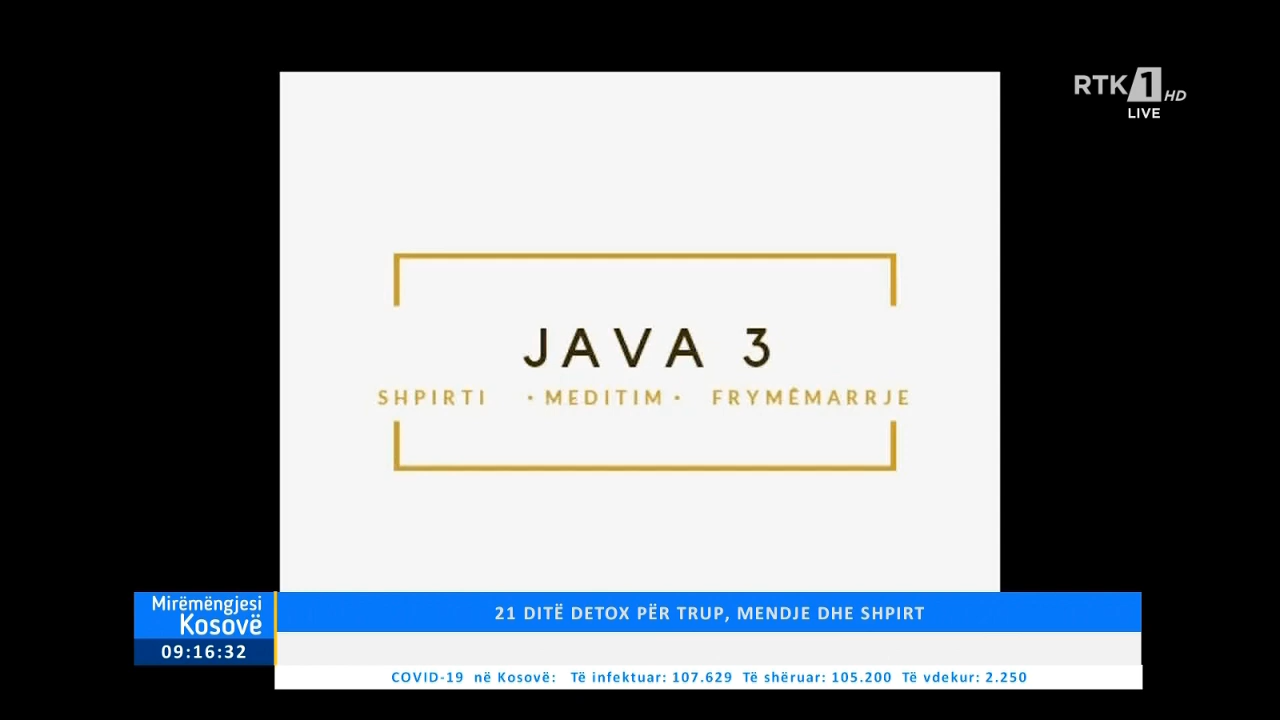 RTK 1 HD
LIVE
JAVA 3
SHPIRTI · MEDITIM · FRYMËMARRJE
Mirëmëngjesi
Kosovë
21 DITË DETOX PËR TRUP, MENDJE DHE SHPIRT
09:16:32
COVID-19 në Kosovë: Të infektuar: 107.629 Të shëruar: 105.200 Të vdekur: 2.250